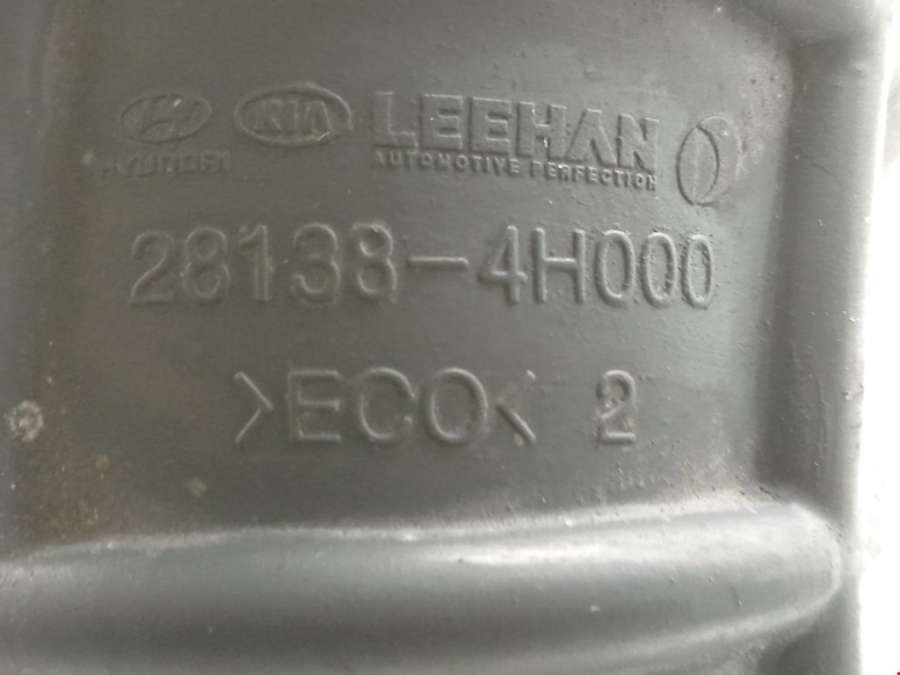 HYUNDAI KIA LEEHAN
AUTOMOTIVE PERFECTION
28138-4H000
>ECO< 2